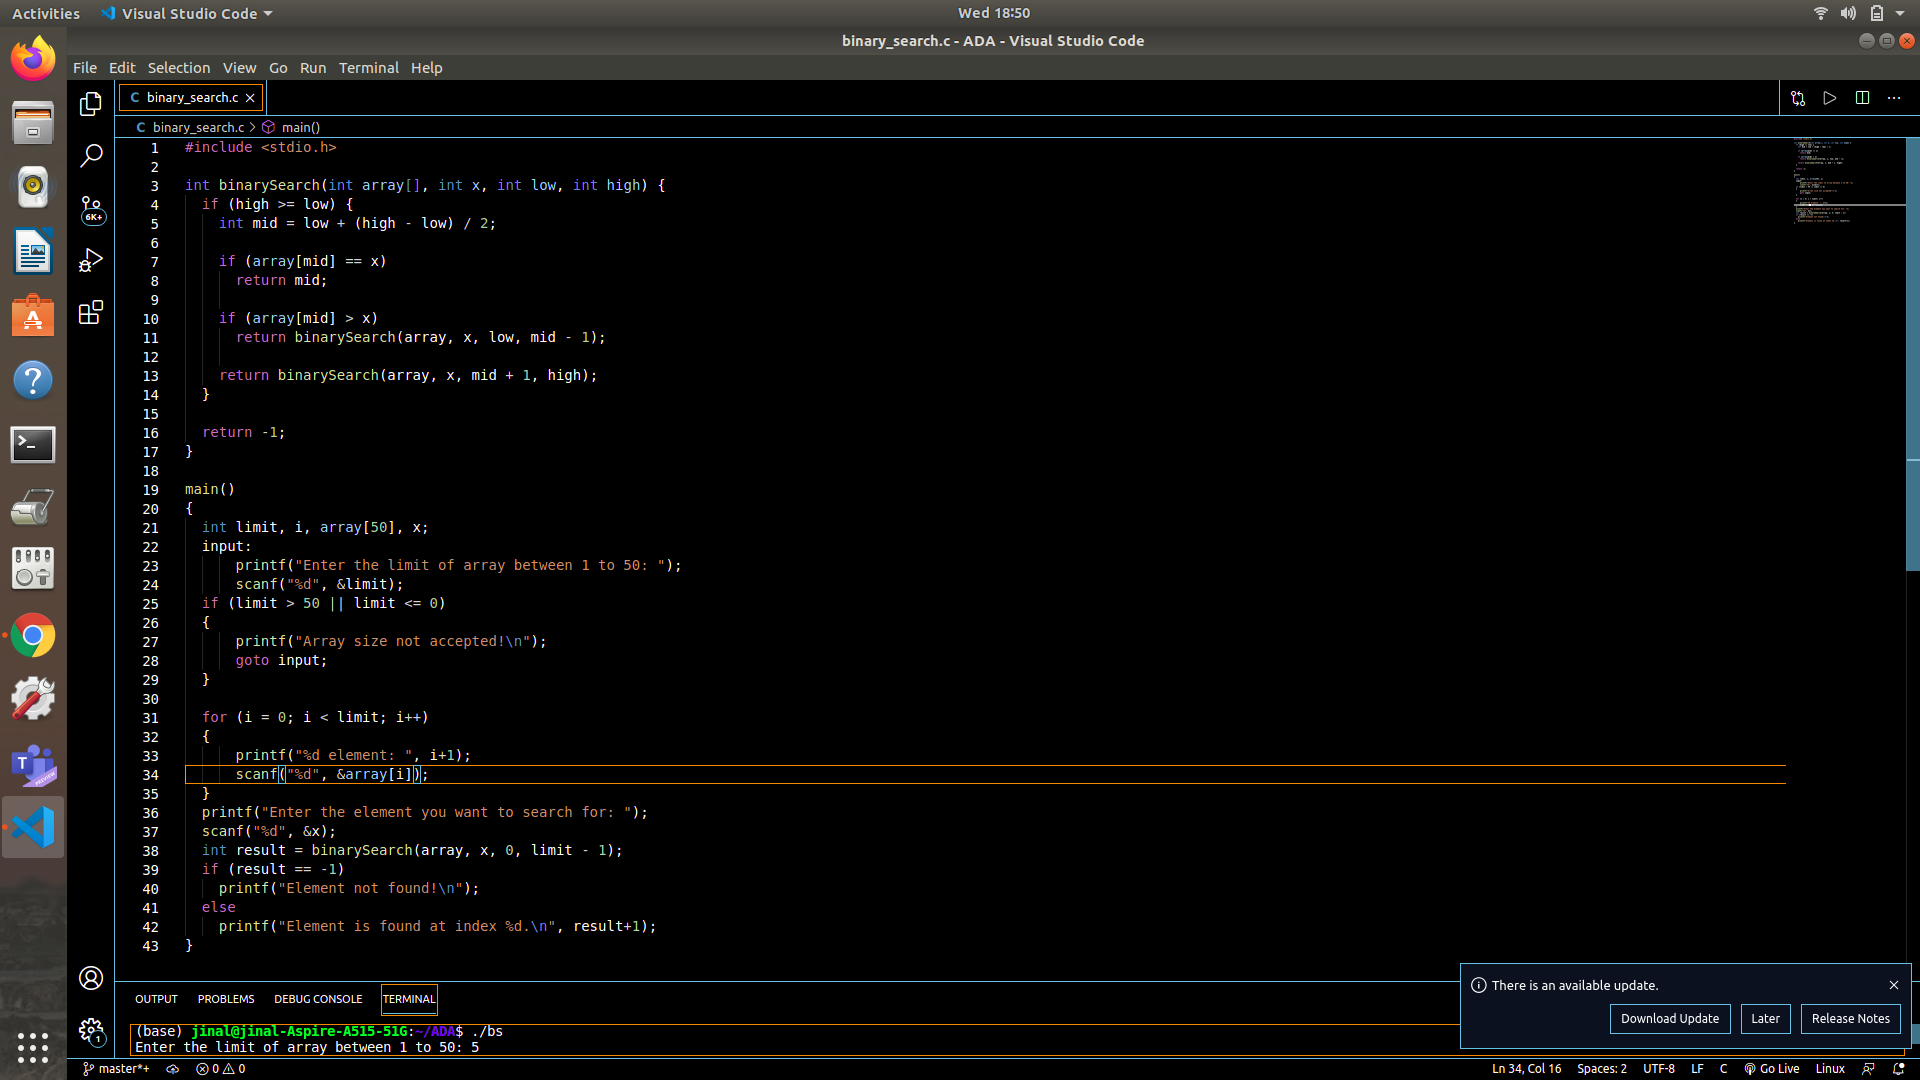 Activities Visual Studio Code Wed 18:50
binary_search.c - ADA - Visual Studio Code
File Edit Selection View Go Run Terminal Help
C binary_search.c
C binary_search.c > main()
6K+
1 #include <stdio.h>
2
3 int binarySearch(int array[], int x, int low, int high) {
4   if (high >= low) {
5     int mid = low + (high - low) / 2;
6
7     if (array[mid] == x)
8       return mid;
9
10     if (array[mid] > x)
11       return binarySearch(array, x, low, mid - 1);
12
13     return binarySearch(array, x, mid + 1, high);
14   }
15
16   return -1;
17 }
18
19 main()
20 {
21   int limit, i, array[50], x;
22   input:
23       printf("Enter the limit of array between 1 to 50: ");
24       scanf("%d", &limit);
25   if (limit > 50 || limit <= 0)
26   {
27       printf("Array size not accepted!\n");
28       goto input;
29   }
30
31   for (i = 0; i < limit; i++)
32   {
33       printf("%d element: ", i+1);
34       scanf("%d", &array[i]);
35   }
36   printf("Enter the element you want to search for: ");
37   scanf("%d", &x);
38   int result = binarySearch(array, x, 0, limit - 1);
39   if (result == -1)
40     printf("Element not found!\n");
41   else
42     printf("Element is found at index %d.\n", result+1);
43 }
There is an available update.
Download Update Later Release Notes
OUTPUT PROBLEMS DEBUG CONSOLE TERMINAL
(base) jinal@jinal-Aspire-A515-51G:~/ADA$ ./bs
Enter the limit of array between 1 to 50: 5
1
T PREVIEW
master*+ 0 0 Ln 34, Col 16 Spaces: 2 UTF-8 LF C Go Live Linux